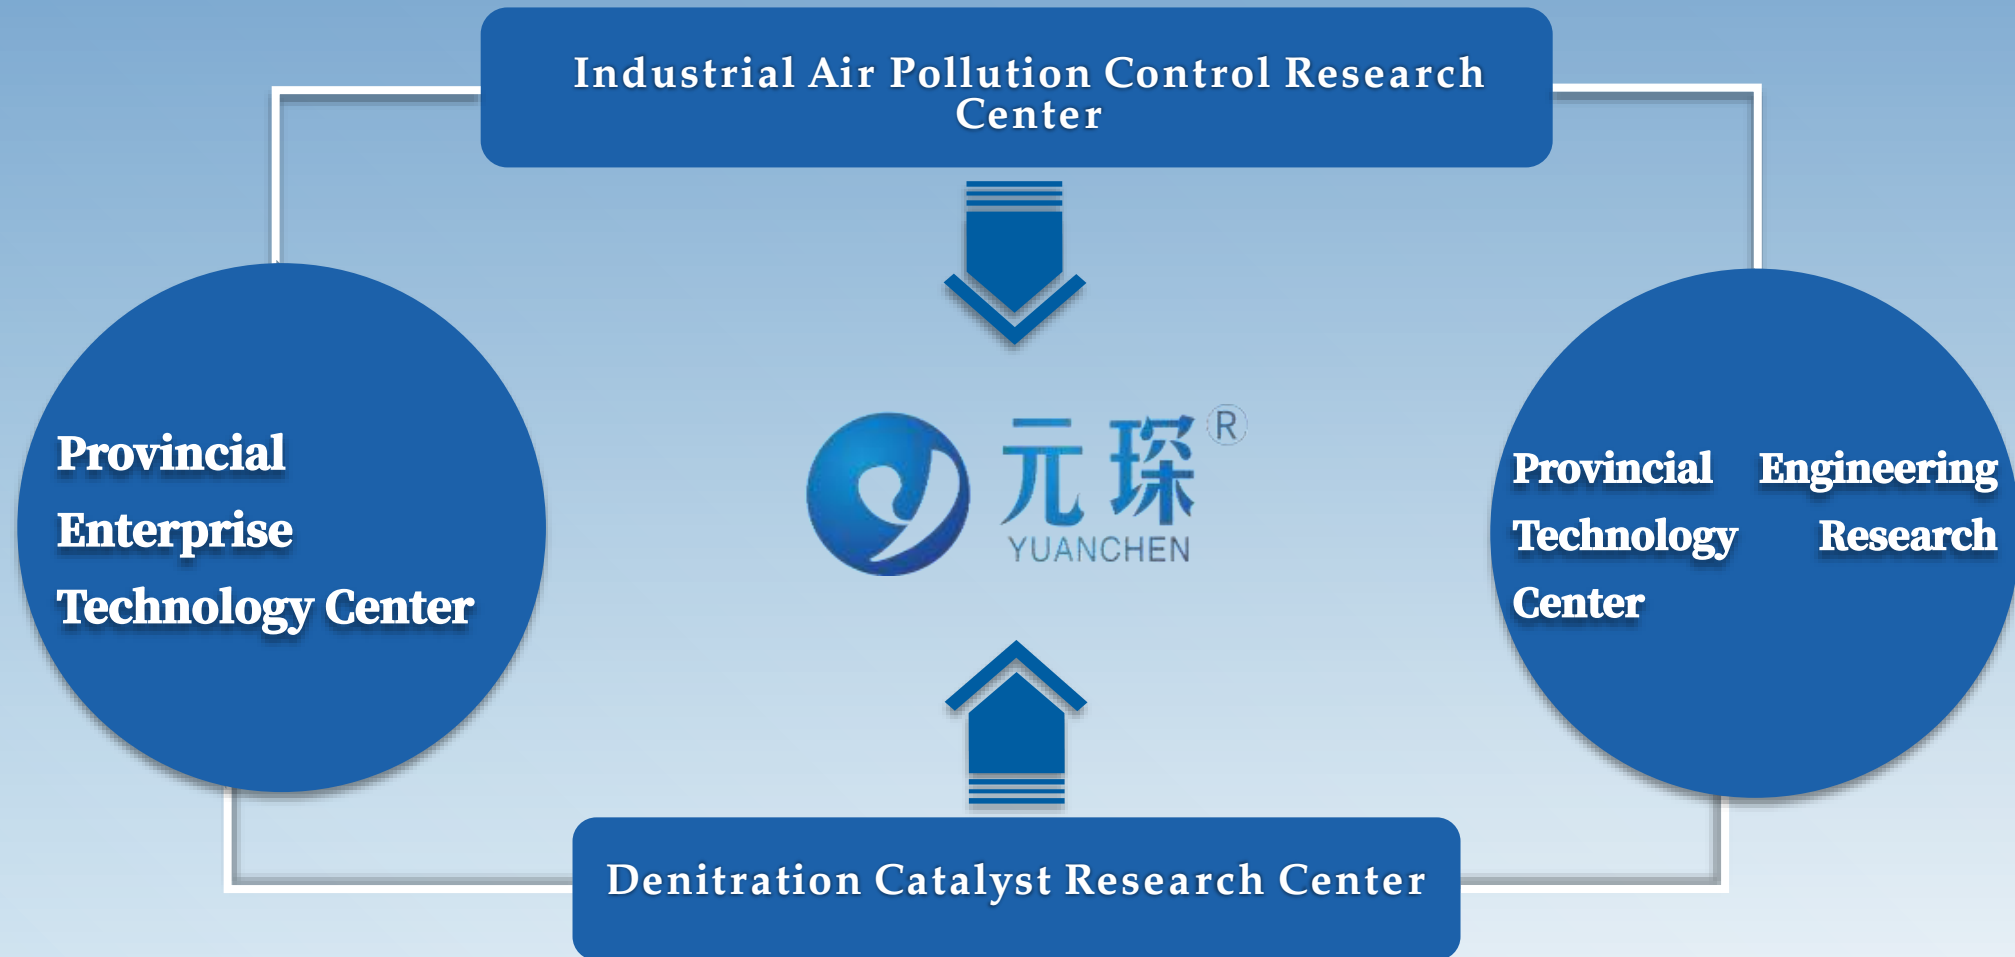 Industrial Air Pollution Control Research
Center
Provincial
Enterprise
Technology Center
元琛®
YUANCHEN
Provincial Engineering
Technology Research
Center
Denitration Catalyst Research Center